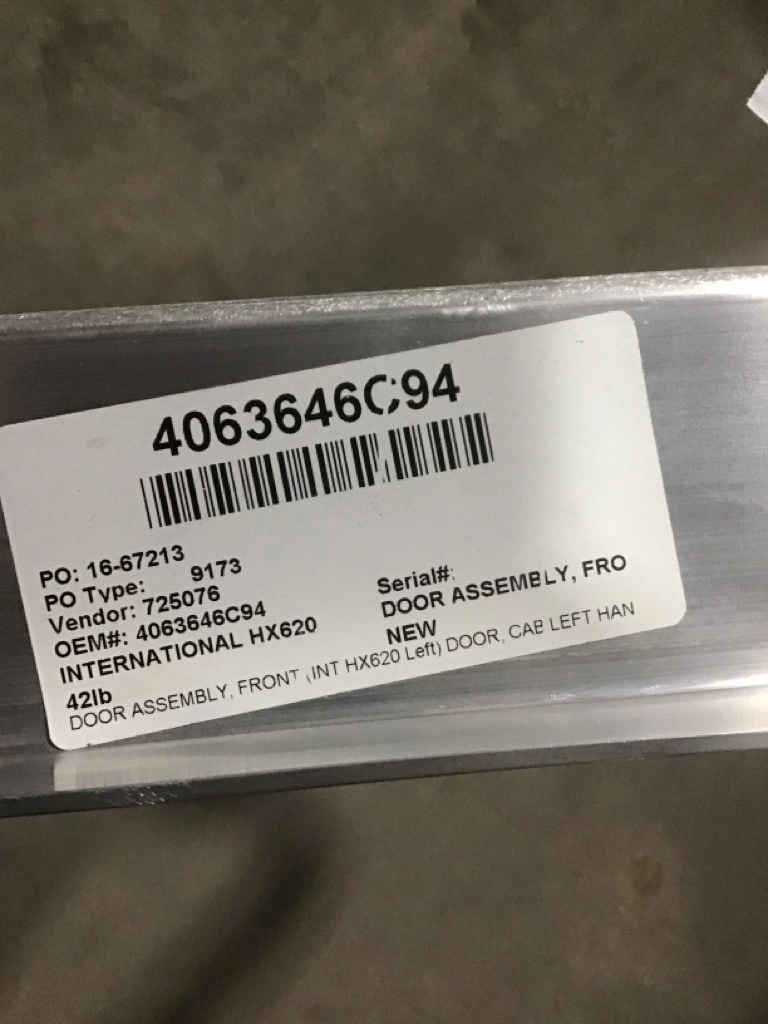 4063646C94
PO: 16-67213
PO Type: 9173
Vendor: 725076
OEM#: 4063646C94
INTERNATIONAL HX620
42lb
Serial#:
DOOR ASSEMBLY, FRO
NEW
DOOR ASSEMBLY, FRONT (INT HX620 Left) DOOR, CAB LEFT HAN